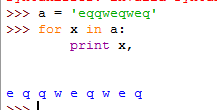 >>> a = 'eqqweqweq'
>>> for x in a:
        print x,

e q q w e q w e q
>>>